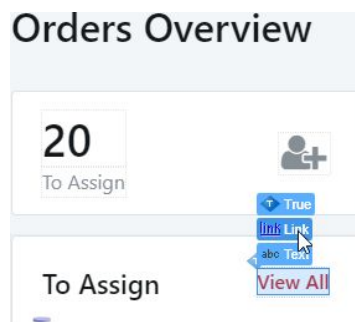 Orders Overview
20
To Assign
T True
link Link
abc Text
To Assign
View All